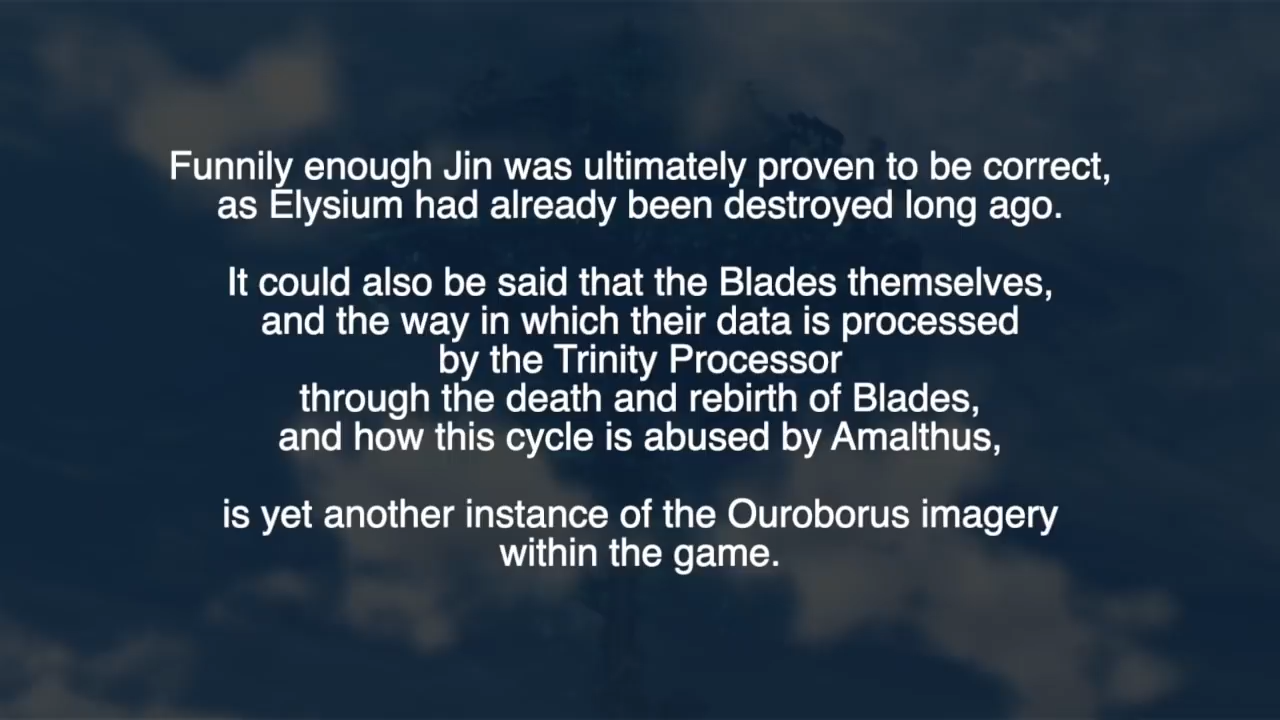 Funnily enough Jin was ultimately proven to be correct,
as Elysium had already been destroyed long ago.
It could also be said that the Blades themselves,
and the way in which their data is processed
by the Trinity Processor
through the death and rebirth of Blades,
and how this cycle is abused by Amalthus,
is yet another instance of the Ouroborus imagery
within the game.